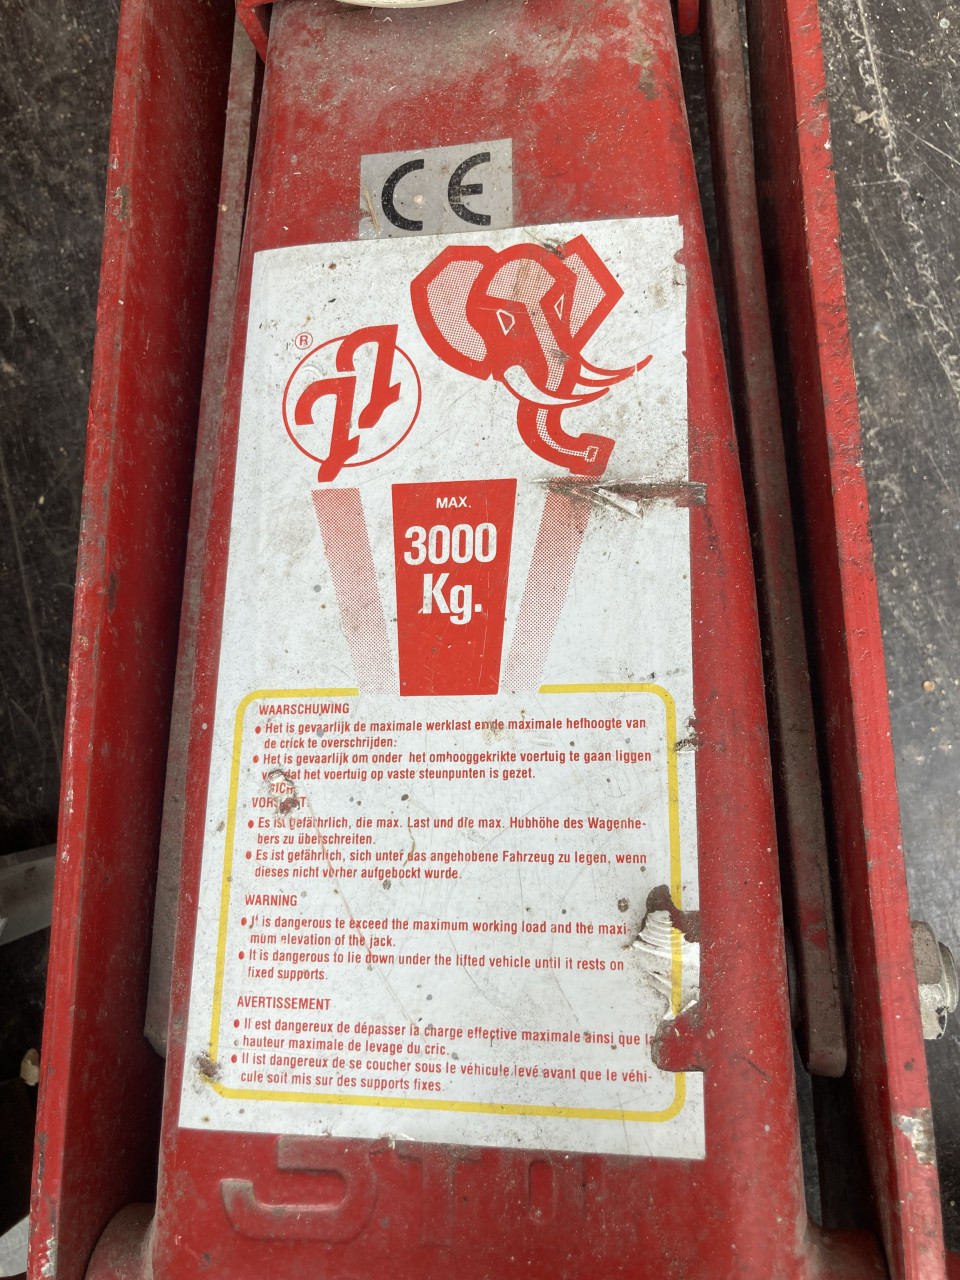 CE
®
MAX.
3000
Kg.
WAARSCHUWING
• Het is gevaarlijk de maximale werklast en de maximale hefhoogte van
de crick te overschrijden:
• Het is gevaarlijk om onder het omhooggekrikte voertuig te gaan liggen
voordat het voertuig op vaste steunpunten is gezet.
VORSICHT
• Es ist gefährlich, die max. Last und die max. Hubhöhe des Wagenhe-
bers zu überschreiten.
• Es ist gefährlich, sich unter das angehobene Fahrzeug zu legen, wenn
dieses nicht vorher aufgebockt wurde.
WARNING
• It is dangerous te exceed the maximum working load and the maxi-
mum elevation of the jack.
• It is dangerous to lie down under the lifted vehicle until it rests on
fixed supports.
AVERTISSEMENT
• Il est dangereux de dépasser la charge effective maximale ainsi que la
hauteur maximale de levage du cric.
• Il ist dangereux de se coucher sous le véhicule levé avant que le véhi-
cule soit mis sur des supports fixes.